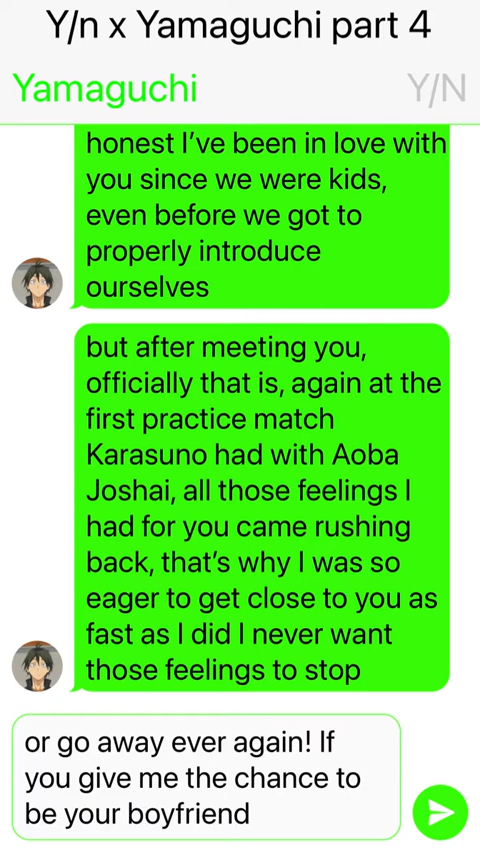 Y/n x Yamaguchi part 4
Yamaguchi
Y/N
honest I’ve been in love with
you since we were kids,
even before we got to
properly introduce
ourselves
but after meeting you,
officially that is, again at the
first practice match
Karasuno had with Aoba
Joshai, all those feelings I
had for you came rushing
back, that’s why I was so
eager to get close to you as
fast as I did I never want
those feelings to stop
or go away ever again! If
you give me the chance to
be your boyfriend